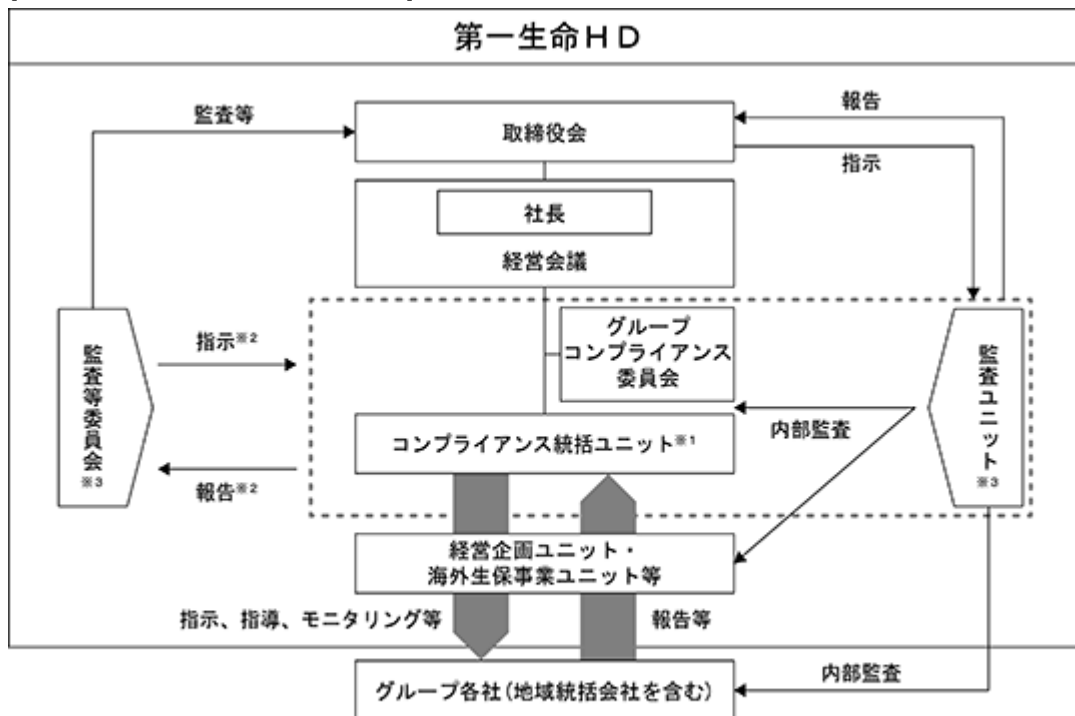 第一生命ＨＤ
監査等
取締役会
報告
指示
社長
経営会議
グループ
コンプライアンス
委員会
監査等委員会※3
指示※2
報告※2
コンプライアンス統括ユニット※1
内部監査
監査ユニット※3
経営企画ユニット・
海外生保事業ユニット等
指示、指導、モニタリング等
報告等
グループ各社(地域統括会社を含む)
内部監査